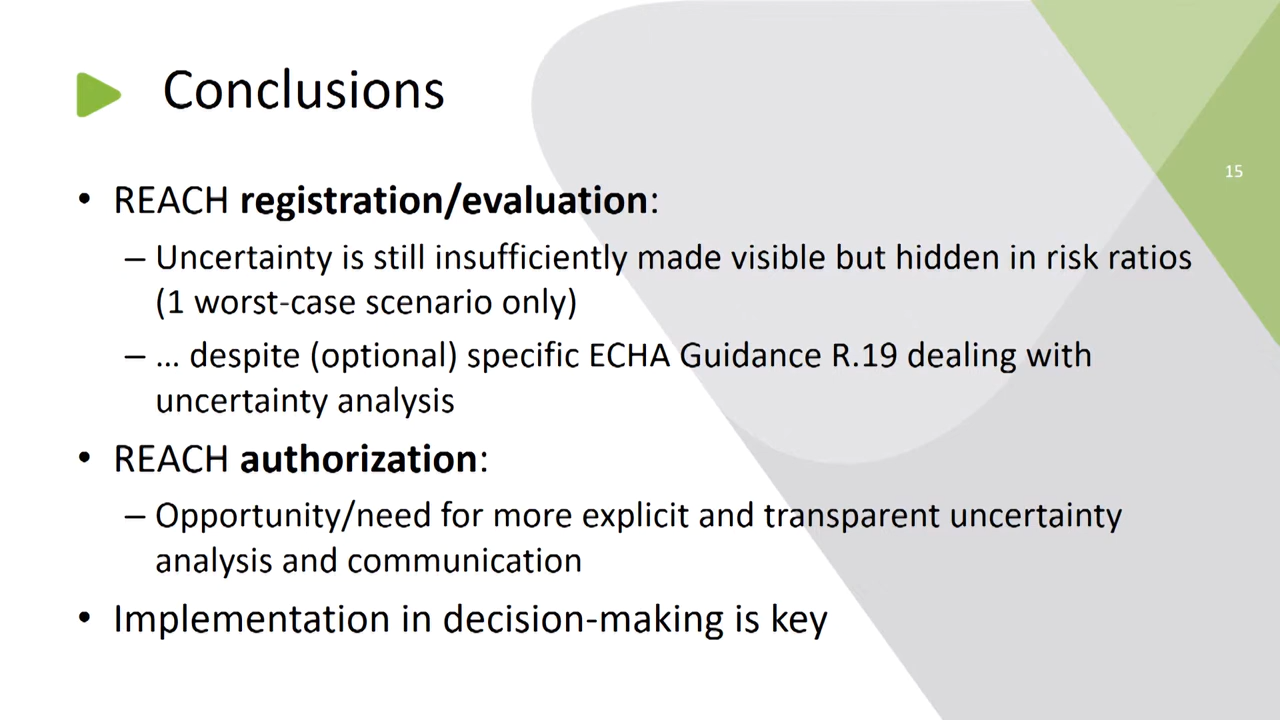 Conclusions
15
• REACH registration/evaluation:
– Uncertainty is still insufficiently made visible but hidden in risk ratios
(1 worst-case scenario only)
– ... despite (optional) specific ECHA Guidance R.19 dealing with
uncertainty analysis
• REACH authorization:
– Opportunity/need for more explicit and transparent uncertainty
analysis and communication
• Implementation in decision-making is key